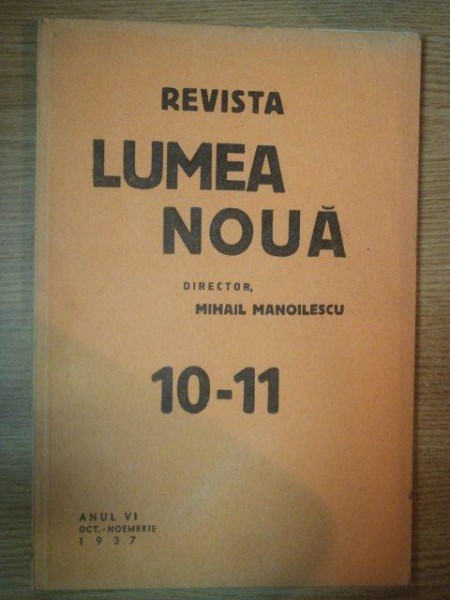 REVISTA
LUMEA
NOUĂ
DIRECTOR,
MIHAIL MANOILESCU
10-11
ANUL VI
OCT.-NOEMBRIE
1937